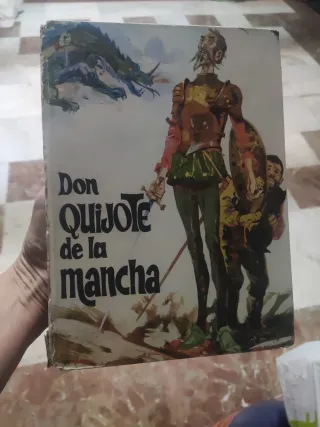 Don
QUIJOTE
de la
mancha